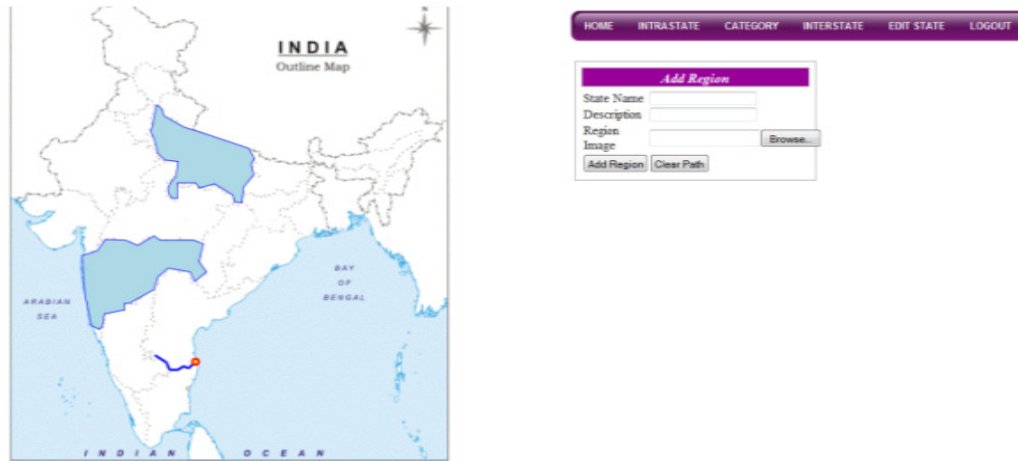 N
INDIA
Outline Map
BAY
OF
BENGAL
ARABIAN
SEA
INDIAN OCEAN
HOME INTRASTATE CATEGORY INTERSTATE EDIT STATE LOGOUT
Add Region
State Name
Description
Region
Image
Browse...
Add Region Clear Path